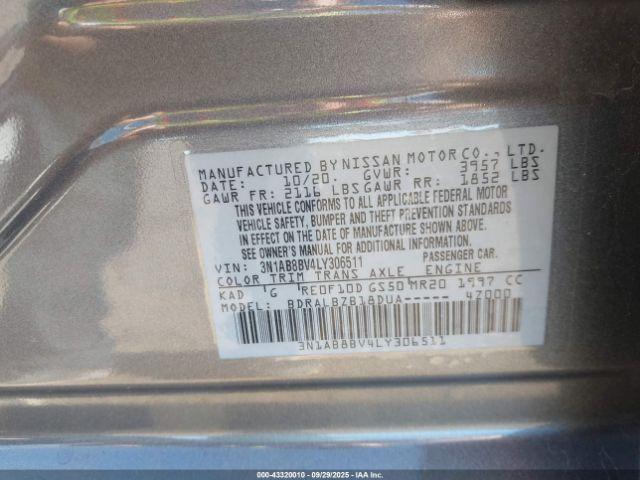 MANUFACTURED BY NISSAN MOTOR CO., LTD.
DATE: 10/20. GVWR: 3957 LBS
GAWR FR: 2116 LBS GAWR RR: 1852 LBS
THIS VEHICLE CONFORMS TO ALL APPLICABLE FEDERAL MOTOR
VEHICLE SAFETY, BUMPER AND THEFT PREVENTION STANDARDS
IN EFFECT ON THE DATE OF MANUFACTURE SHOWN ABOVE.
SEE OWNER'S MANUAL FOR ADDITIONAL INFORMATION.
VIN: 3N1AB8BV4LY306511 PASSENGER CAR.
COLOR TRIM TRANS AXLE ENGINE
KAD 'G RE0F10D GS50 MR20 1997 CC
BDRALBZB18DUA----- 4Z000
3N1AB8BV4LY306511
000-43320010 - 09/29/2025 - IAA Inc.